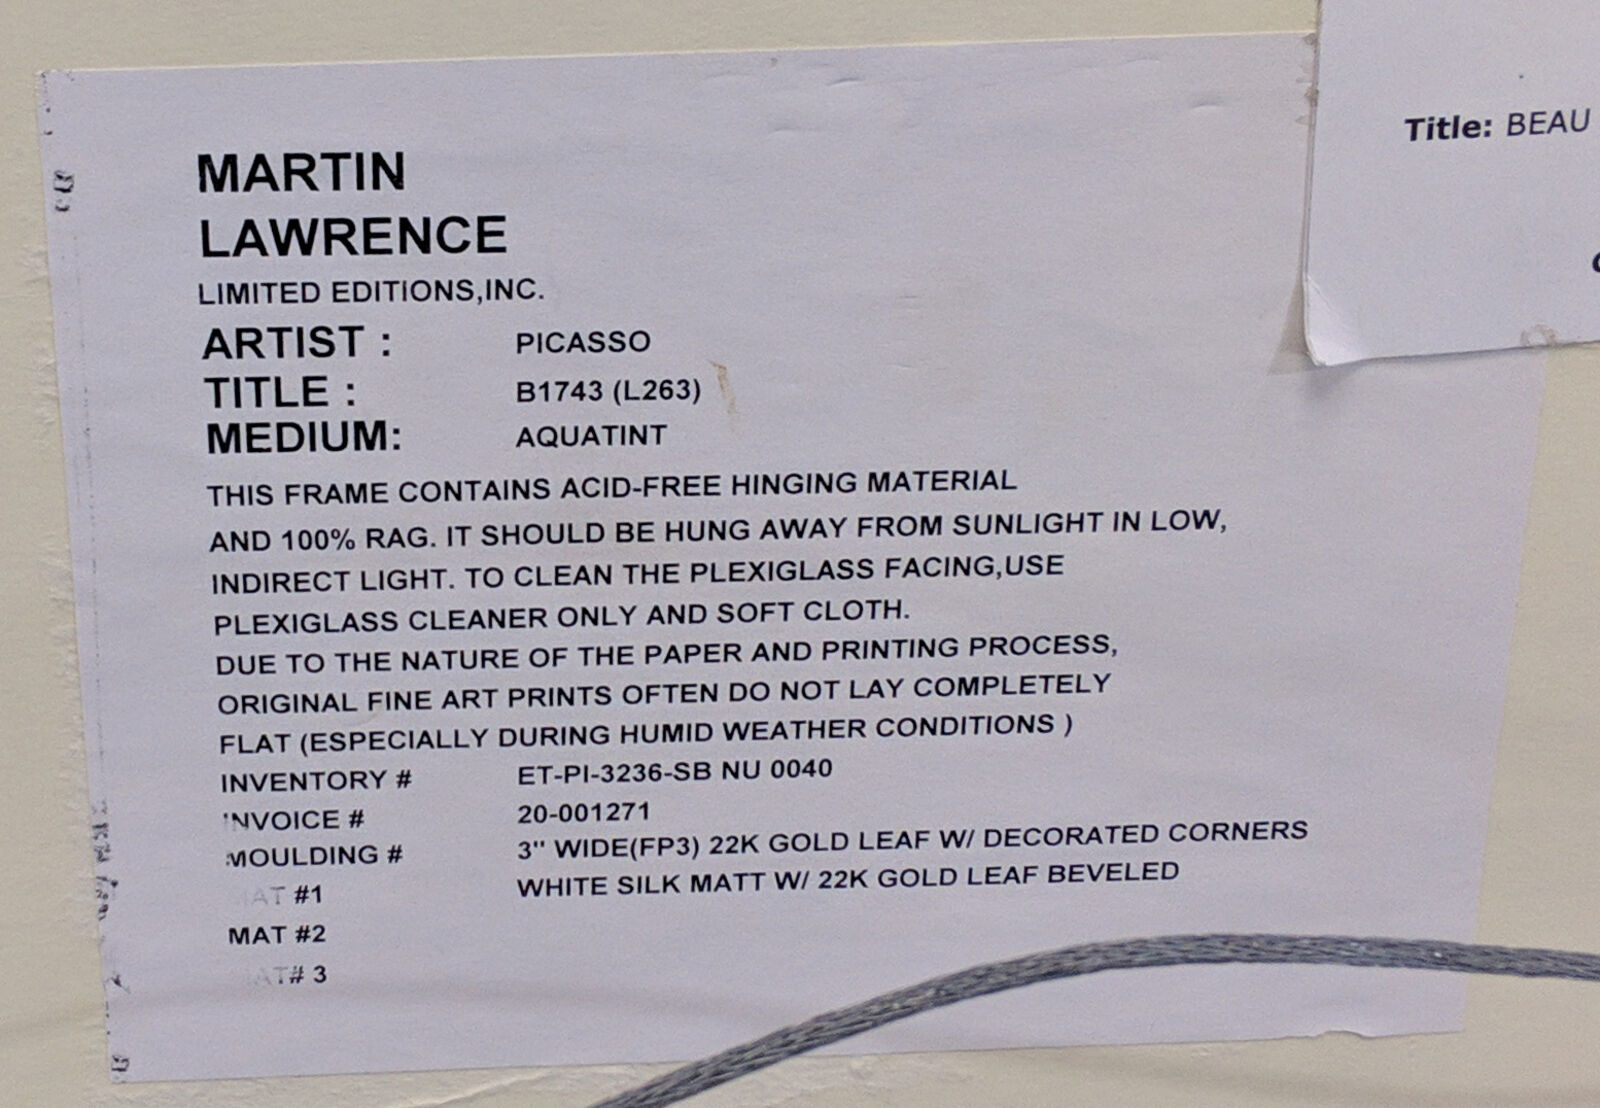 MARTIN
LAWRENCE
LIMITED EDITIONS,INC.
ARTIST : PICASSO
TITLE : B1743 (L263)
MEDIUM: AQUATINT
THIS FRAME CONTAINS ACID-FREE HINGING MATERIAL
AND 100% RAG. IT SHOULD BE HUNG AWAY FROM SUNLIGHT IN LOW,
INDIRECT LIGHT. TO CLEAN THE PLEXIGLASS FACING,USE
PLEXIGLASS CLEANER ONLY AND SOFT CLOTH.
DUE TO THE NATURE OF THE PAPER AND PRINTING PROCESS,
ORIGINAL FINE ART PRINTS OFTEN DO NOT LAY COMPLETELY
FLAT (ESPECIALLY DURING HUMID WEATHER CONDITIONS )
INVENTORY # ET-PI-3236-SB NU 0040
INVOICE # 20-001271
MOULDING # 3" WIDE(FP3) 22K GOLD LEAF W/ DECORATED CORNERS
MAT #1 WHITE SILK MATT W/ 22K GOLD LEAF BEVELED
MAT #2
MAT# 3
Title: BEAU